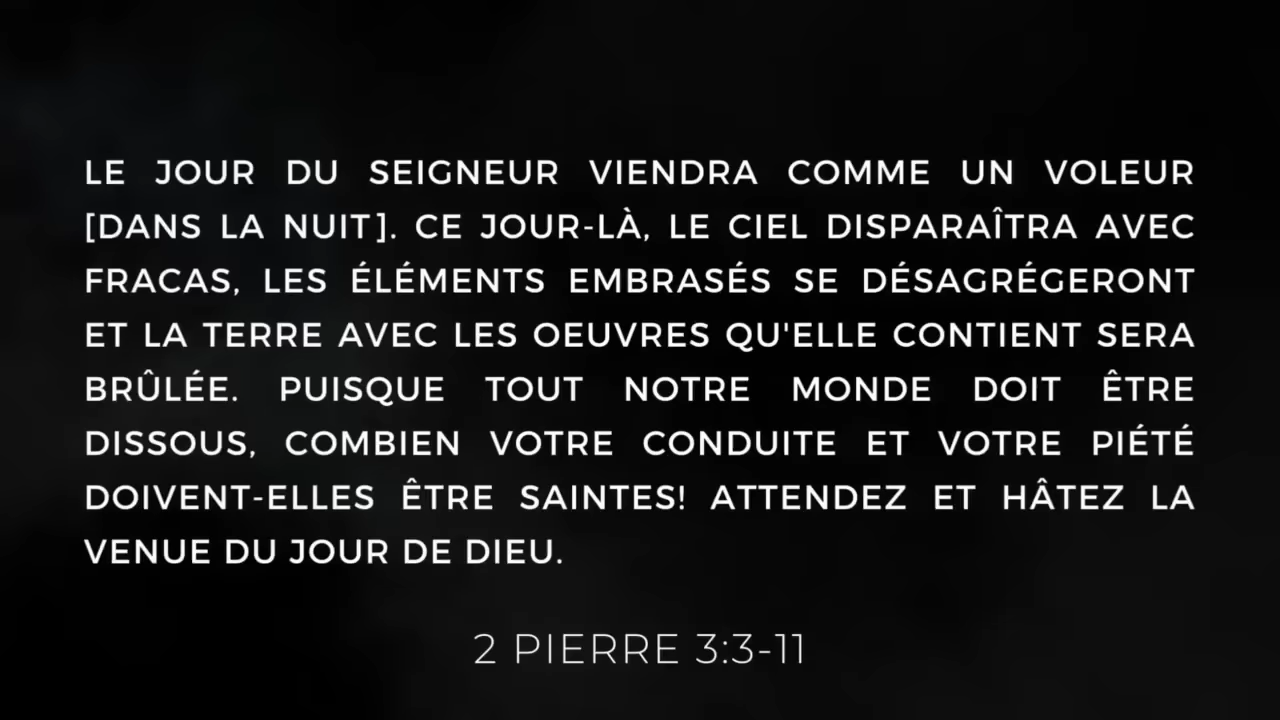 LE JOUR DU SEIGNEUR VIENDRA COMME UN VOLEUR
[DANS LA NUIT]. CE JOUR-LÀ, LE CIEL DISPARAÎTRA AVEC
FRACAS, LES ÉLÉMENTS EMBRASÉS SE DÉSAGRÉGERONT
ET LA TERRE AVEC LES OEUVRES QU'ELLE CONTIENT SERA
BRÛLÉE. PUISQUE TOUT NOTRE MONDE DOIT ÊTRE
DISSOUS, COMBIEN VOTRE CONDUITE ET VOTRE PIÉTÉ
DOIVENT-ELLES ÊTRE SAINTES! ATTENDEZ ET HÂTEZ LA
VENUE DU JOUR DE DIEU.
2 PIERRE 3:3-11